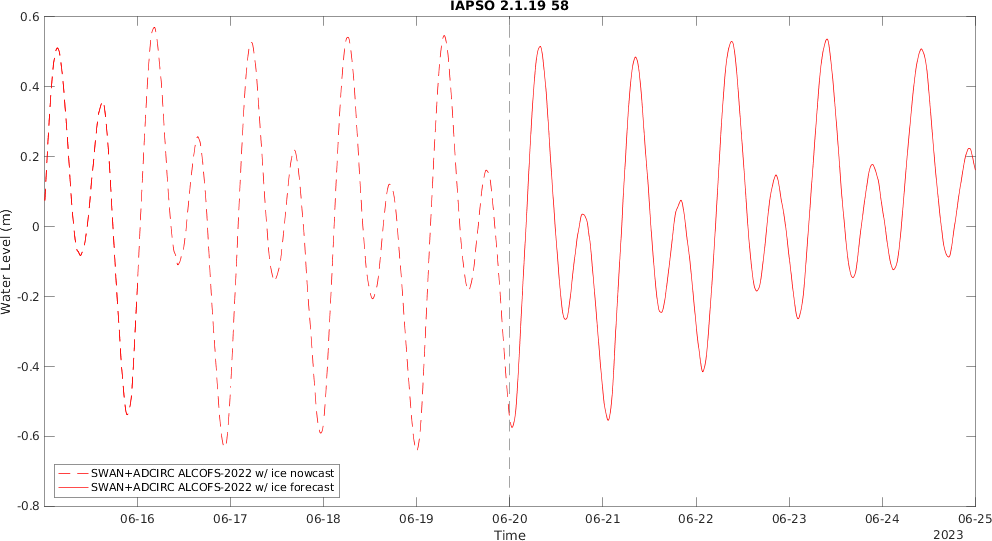 IAPSO 2.1.19 58
0.6
0.4
0.2
0
-0.2
-0.4
-0.6
-0.8
Water Level (m)
SWAN+ADCIRC ALCOFS-2022 w/ ice nowcast
SWAN+ADCIRC ALCOFS-2022 w/ ice forecast
06-16 06-17 06-18 06-19 06-20 06-21 06-22 06-23 06-24 06-25
Time
2023